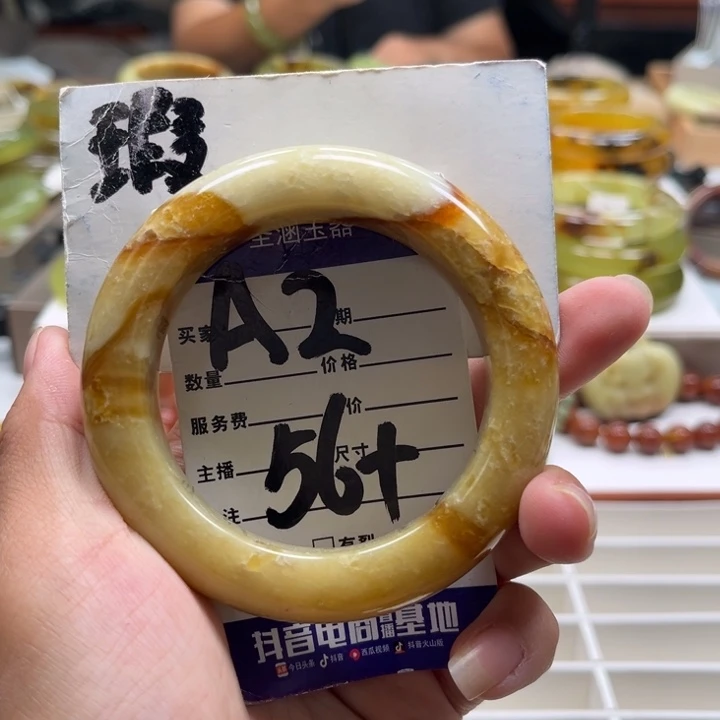 瑕
至涵玉器
A2
买家 期
数量 价格
服务费 价
56+
主播 尺寸
注
有裂
抖音电商直播基地
今日头条 抖音 西瓜视频 抖音火山版